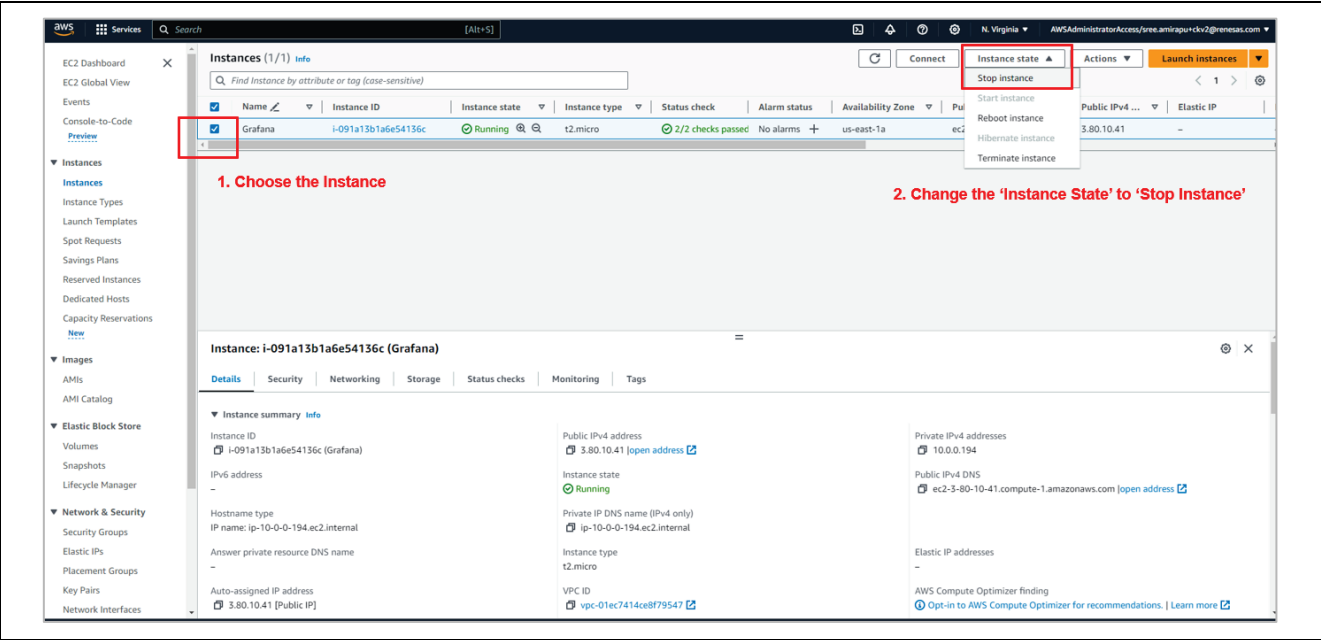 aws Services Search [Alt+S] N. Virginia AWSAdministratorAccess/sree.amirapu+ckv2@renesas.com
EC2 Dashboard
EC2 Global View
Events
Console-to-Code
Preview
Instances
Instances
Instance Types
Launch Templates
Spot Requests
Savings Plans
Reserved Instances
Dedicated Hosts
Capacity Reservations
New
Images
AMIs
AMI Catalog
Elastic Block Store
Volumes
Snapshots
Lifecycle Manager
Network & Security
Security Groups
Elastic IPs
Placement Groups
Key Pairs
Network Interfaces
Instances (1/1) Info
Connect Instance state Actions Launch instances
Find Instance by attribute or tag (case-sensitive)
1
Stop instance
Start instance
Reboot instance
Hibernate instance
Terminate instance
Name Instance ID Instance state Instance type Status check Alarm status Availability Zone Pu Public IPv4 ... Elastic IP
Grafana i-091a13b1a6e54136c Running t2.micro 2/2 checks passed No alarms + us-east-1a ec2 3.80.10.41 –
1. Choose the Instance
2. Change the ‘Instance State’ to ‘Stop Instance’
Instance: i-091a13b1a6e54136c (Grafana)
Details Security Networking Storage Status checks Monitoring Tags
Instance summary Info
Instance ID
i-091a13b1a6e54136c (Grafana)
Public IPv4 address
3.80.10.41 |open address
Private IPv4 addresses
10.0.0.194
IPv6 address
–
Instance state
Running
Public IPv4 DNS
ec2-3-80-10-41.compute-1.amazonaws.com |open address
Hostname type
IP name: ip-10-0-0-194.ec2.internal
Private IP DNS name (IPv4 only)
ip-10-0-0-194.ec2.internal
Answer private resource DNS name
–
Instance type
t2.micro
Elastic IP addresses
–
Auto-assigned IP address
3.80.10.41 [Public IP]
VPC ID
vpc-01ec7414ce8f79547
AWS Compute Optimizer finding
Opt-in to AWS Compute Optimizer for recommendations. | Learn more